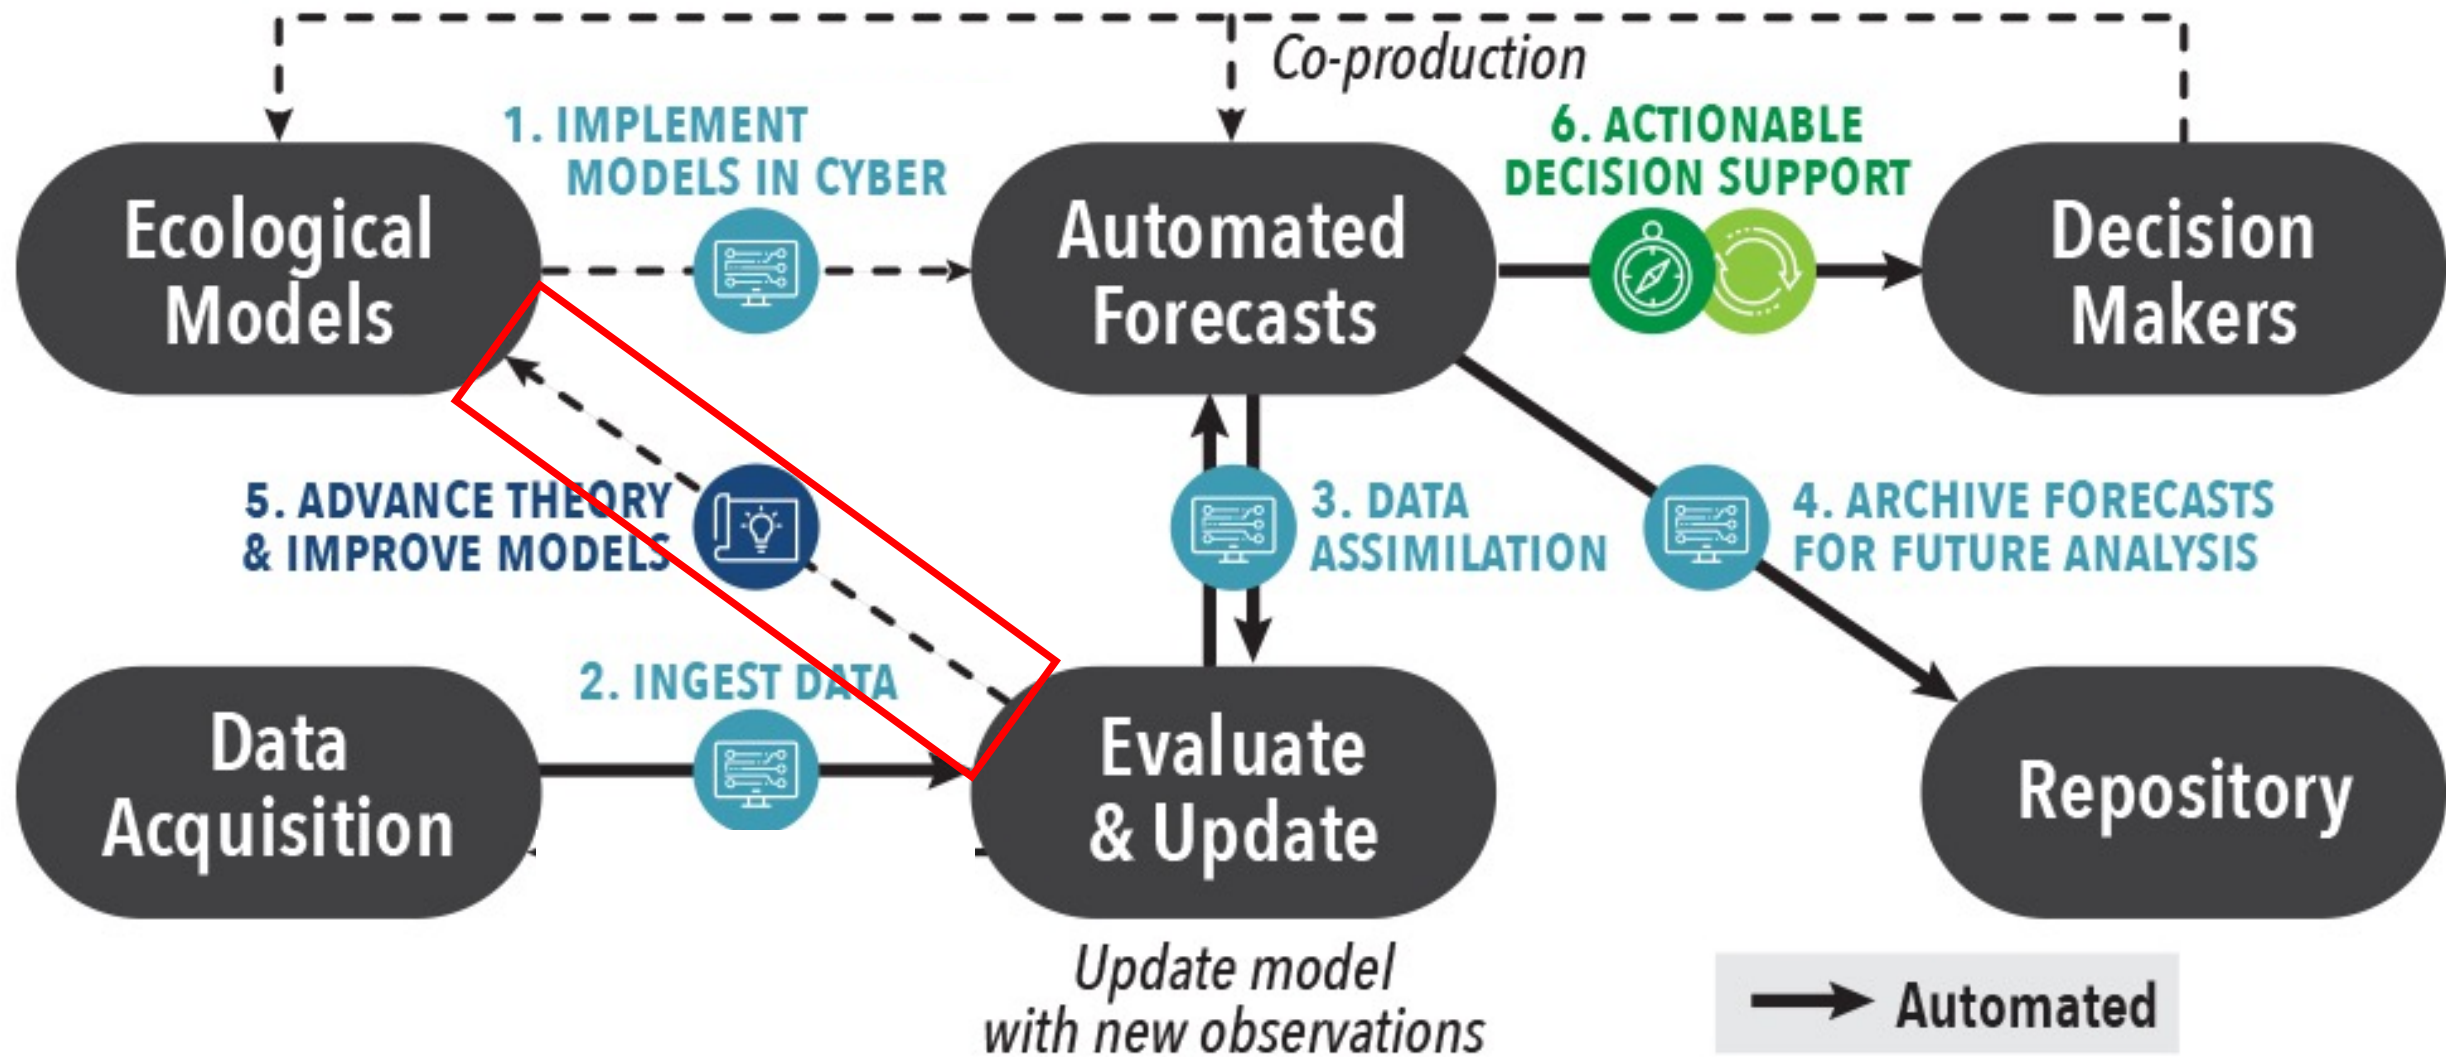 Co-production
1. IMPLEMENT
MODELS IN CYBER
6. ACTIONABLE
DECISION SUPPORT
Ecological
Models
Automated
Forecasts
Decision
Makers
5. ADVANCE THEORY
& IMPROVE MODELS
3. DATA
ASSIMILATION
4. ARCHIVE FORECASTS
FOR FUTURE ANALYSIS
2. INGEST DATA
Data
Acquisition
Evaluate
& Update
Repository
Update model
with new observations
Automated